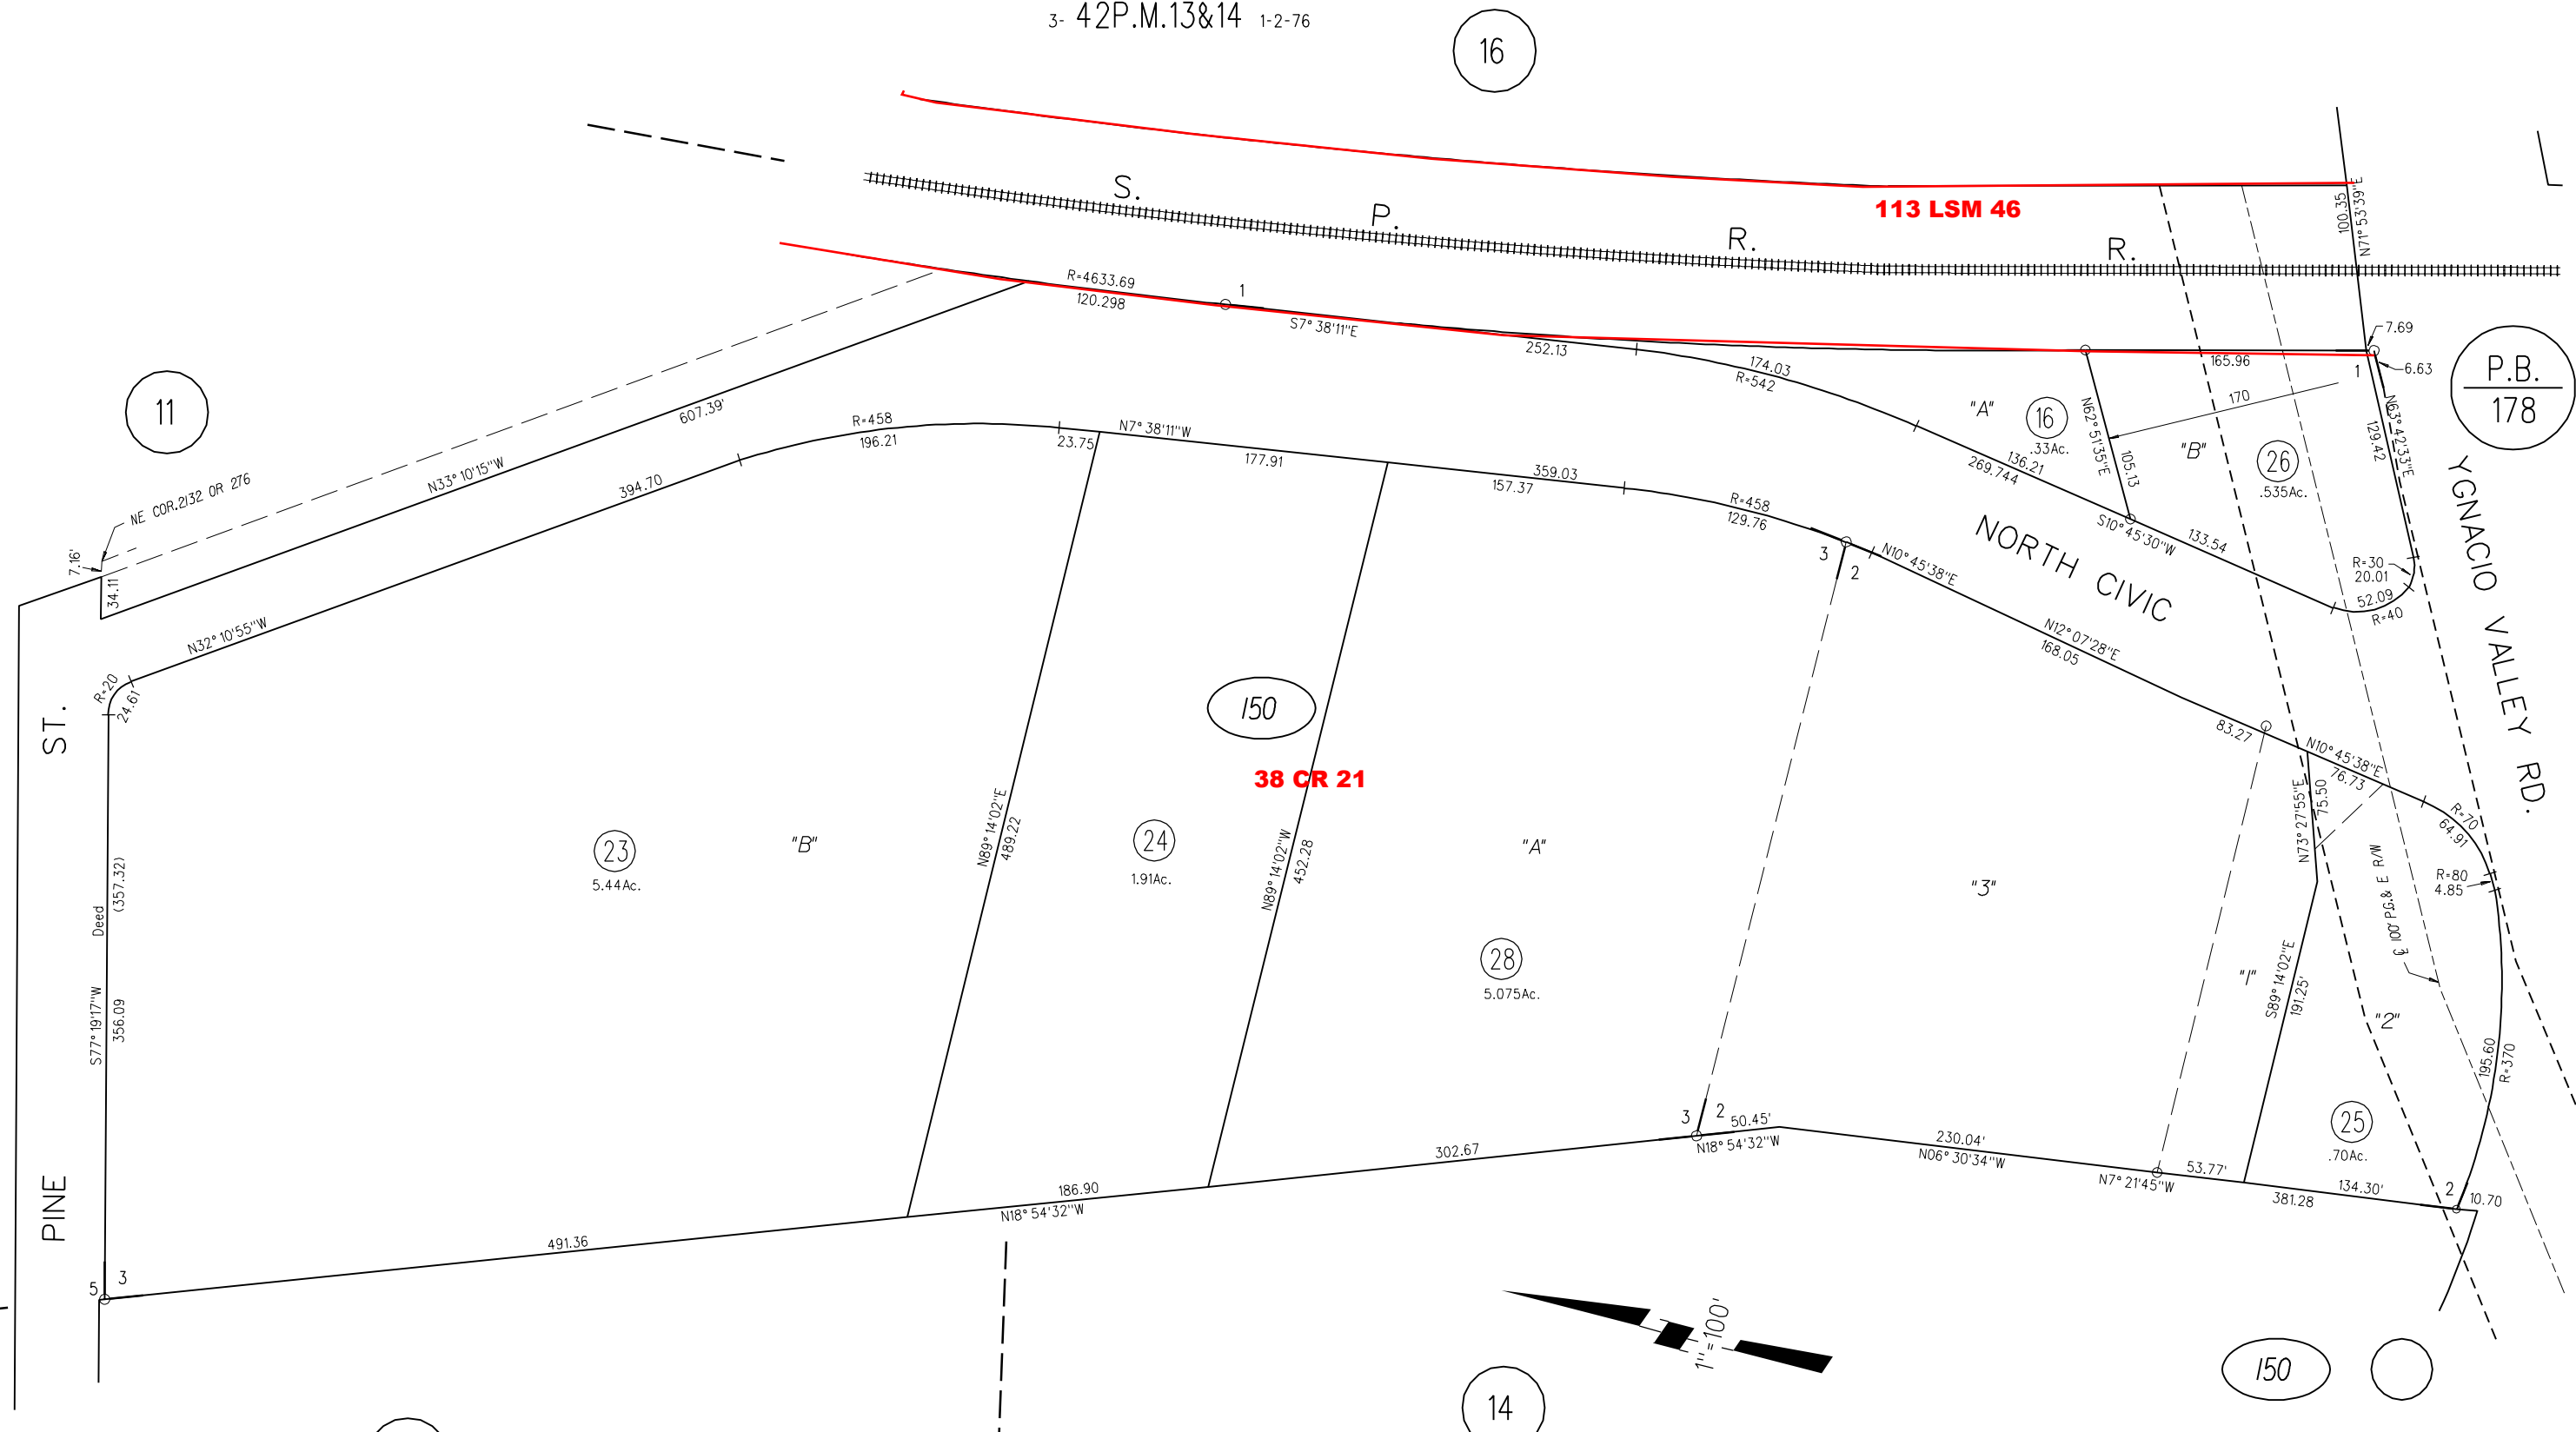 3- 42P.M.13&14 1-2-76
16
S. P. R. R.
113 LSM 46
100.35
N71°53'39"E
R=4633.69
120.298
1
S7°38'11"E
252.13
174.03
R=542
165.96
7.69
1
6.63
P.B.
178
11
607.39'
N33°10'15"W
R=458
196.21
23.75
N7°38'11"W
177.91
359.03
157.37
R=458
129.76
"A"
16
.33Ac.
N62°51'35"E
105.13
170
"B"
26
.535Ac.
N63°42'33"E
129.42
136.21
269.744
S10°45'30"W
133.54
R=30
20.01
52.09
R=40
NE COR.2132 OR 276
7.16'
34.11
394.70
N32°10'55"W
R=20
24.61
3
2
N10°45'38"E
NORTH CIVIC
YGNACIO VALLEY RD.
N12°07'28"E
168.05
83.27
N10°45'38"E
76.73
N73°27'55"E
75.50
R=70
64.91
R=80
4.85
PINE ST.
150
38 CR 21
23
5.44Ac.
"B"
N89°14'02"E
489.22
24
1.91Ac.
N89°14'02"W
452.28
"A"
28
5.075Ac.
"3"
"1"
S89°14'02"E
191.25'
"2"
₵ 100' P.G.& E R/W
195.60
R=370
25
.70Ac.
(357.32)
Deed
S77°19'17"W
356.09
5
3
491.36
186.90
N18°54'32"W
302.67
3
2
50.45'
N18°54'32"W
230.04'
N06°30'34"W
53.77'
N7°21'45"W
134.30'
381.28
2
10.70
1"=100'
14
150